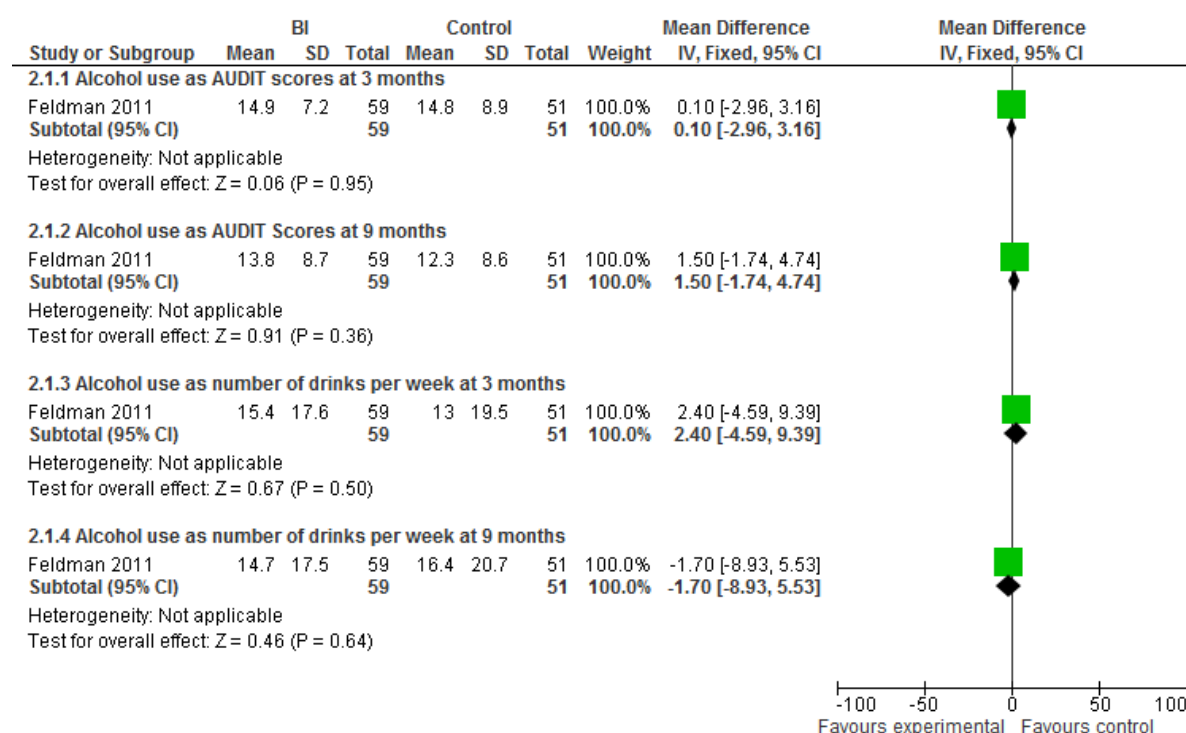 BI Control Mean Difference Mean Difference
Study or Subgroup Mean SD Total Mean SD Total Weight IV, Fixed, 95% CI IV, Fixed, 95% CI
2.1.1 Alcohol use as AUDIT scores at 3 months
Feldman 2011 14.9 7.2 59 14.8 8.9 51 100.0% 0.10 [-2.96, 3.16]
Subtotal (95% CI) 59 51 100.0% 0.10 [-2.96, 3.16]
Heterogeneity: Not applicable
Test for overall effect: Z = 0.06 (P = 0.95)
2.1.2 Alcohol use as AUDIT Scores at 9 months
Feldman 2011 13.8 8.7 59 12.3 8.6 51 100.0% 1.50 [-1.74, 4.74]
Subtotal (95% CI) 59 51 100.0% 1.50 [-1.74, 4.74]
Heterogeneity: Not applicable
Test for overall effect: Z = 0.91 (P = 0.36)
2.1.3 Alcohol use as number of drinks per week at 3 months
Feldman 2011 15.4 17.6 59 13 19.5 51 100.0% 2.40 [-4.59, 9.39]
Subtotal (95% CI) 59 51 100.0% 2.40 [-4.59, 9.39]
Heterogeneity: Not applicable
Test for overall effect: Z = 0.67 (P = 0.50)
2.1.4 Alcohol use as number of drinks per week at 9 months
Feldman 2011 14.7 17.5 59 16.4 20.7 51 100.0% -1.70 [-8.93, 5.53]
Subtotal (95% CI) 59 51 100.0% -1.70 [-8.93, 5.53]
Heterogeneity: Not applicable
Test for overall effect: Z = 0.46 (P = 0.64)
-100 -50 0 50 100
Favours experimental Favours control